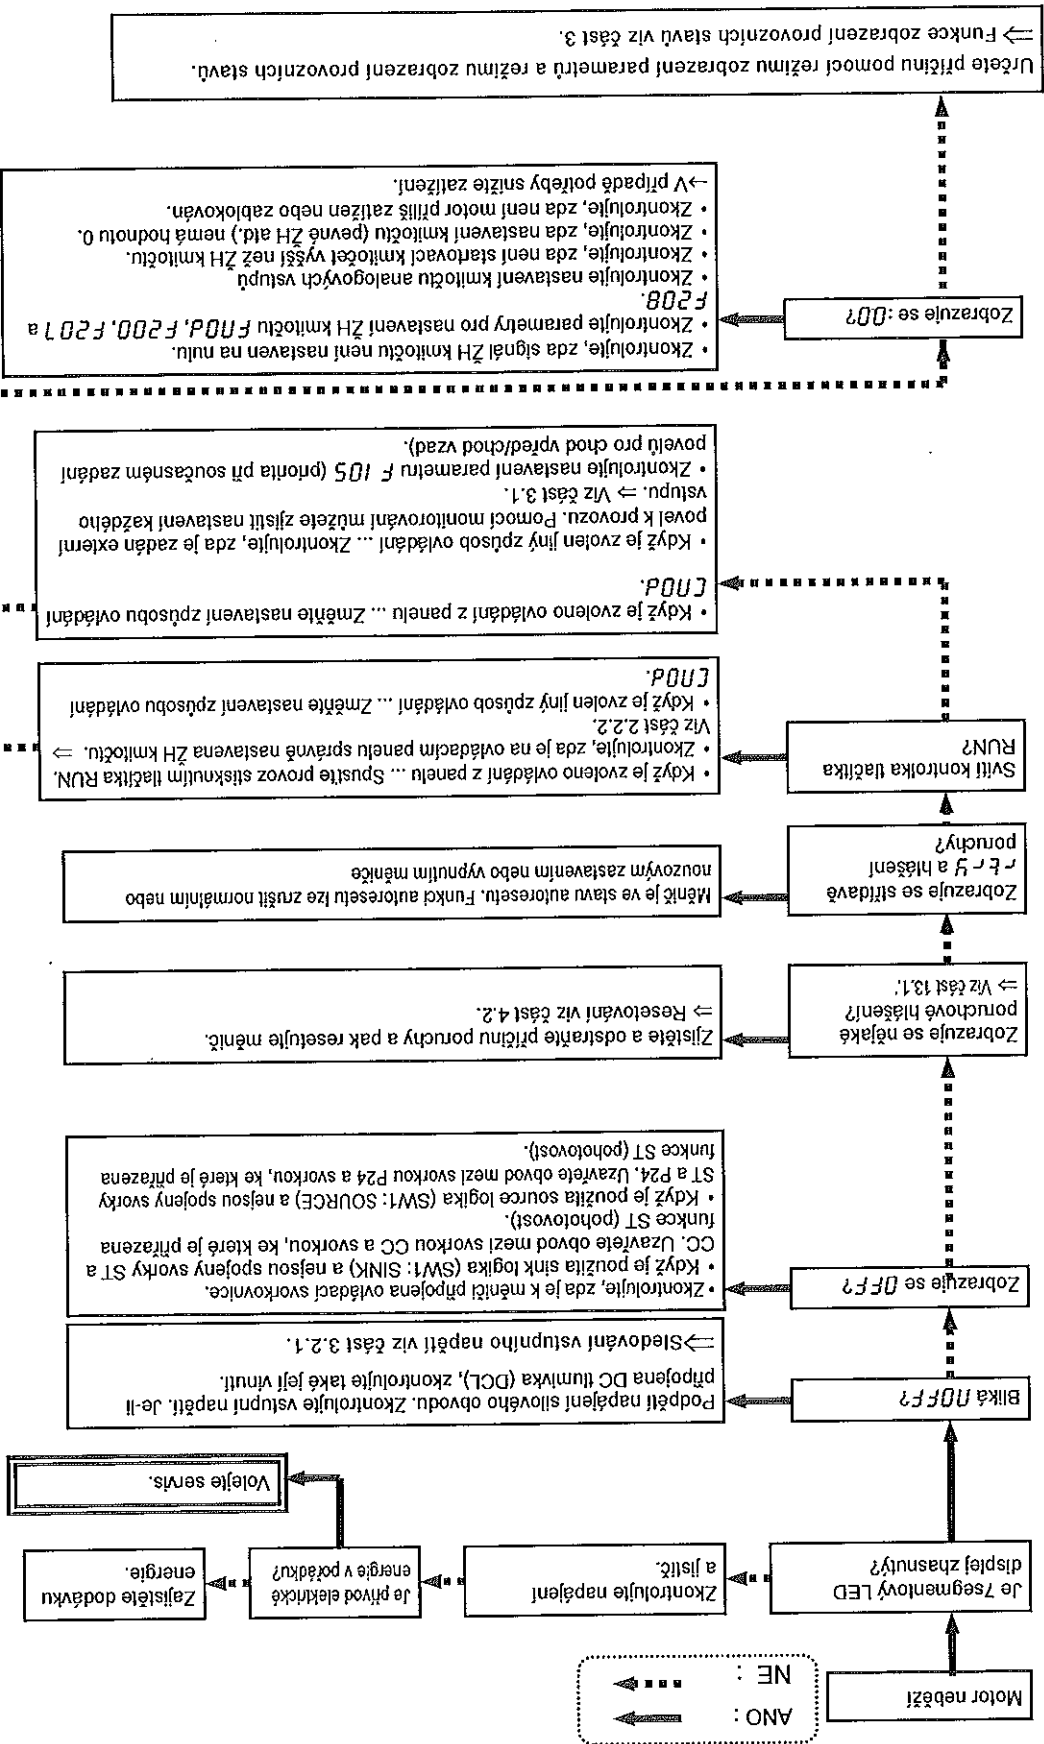 Motor neběží
ANO :
NE :
Je 7segmentový LED
displej zhasnutý?
Zkontrolujte napájení
a jistič.
Je přívod elektrické
energie v pořádku?
Zajistěte dodávku
energie.
Volejte servis.
Bliká NOFF?
Podpětí napájení silového obvodu. Zkontrolujte vstupní napětí. Je-li
připojena DC tlumivka (DCL), zkontrolujte také její vinutí.
⇒Sledování vstupního napětí viz část 3.2.1.
Zobrazuje se OFF?
• Zkontrolujte, zda je k měniči připojena ovládací svorkovnice.
• Když je použita sink logika (SW1: SINK) a nejsou spojeny svorky ST a
CC. Uzavřete obvod mezi svorkou CC a svorkou, ke které je přiřazena
funkce ST (pohotovost).
• Když je použita source logika (SW1: SOURCE) a nejsou spojeny svorky
ST a P24. Uzavřete obvod mezi svorkou P24 a svorkou, ke které je přiřazena
funkce ST (pohotovost).
Zobrazuje se nějaké
poruchové hlášení?
⇒ Viz část 13.1.
Zjistěte a odstraňte příčinu poruchy a pak resetujte měnič.
⇒ Resetování viz část 4.2.
Zobrazuje se střídavě
rtry a hlášení
poruchy?
Měnič je ve stavu autoresetu. Funkci autoresetu lze zrušit normálním nebo
nouzovým zastavením nebo vypnutím měniče
Svítí kontrolka tlačítka
RUN?
• Když je zvoleno ovládání z panelu ... Spusťte provoz stisknutím tlačítka RUN.
• Zkontrolujte, zda je na ovládacím panelu správně nastavena ŽH kmitočtu. ⇒
Viz část 2.2.2.
• Když je zvolen jiný způsob ovládání ... Změňte nastavení způsobu ovládání
CNOd.
• Když je zvoleno ovládání z panelu ... Změňte nastavení způsobu ovládání
CNOd.
• Když je zvolen jiný způsob ovládání ... Zkontrolujte, zda je zadán externí
povel k provozu. Pomocí monitorování můžete zjistit nastavení každého
vstupu. ⇒ Viz část 3.1.
• Zkontrolujte nastavení parametru F105 (priorita při současném zadání
povelů pro chod vpřed/chod vzad).
Zobrazuje se :0.0?
• Zkontrolujte, zda signál ŽH kmitočtu není nastaven na nulu.
• Zkontrolujte parametry pro nastavení ŽH kmitočtu FNOd, F200, F207 a
F208.
• Zkontrolujte nastavení kmitočtu analogových vstupů
• Zkontrolujte, zda není startovací kmitočet vyšší než ŽH kmitočtu.
• Zkontrolujte, zda nastavení kmitočtu (pevné ŽH atd.) nemá hodnotu 0.
• Zkontrolujte, zda není motor příliš zatížen nebo zablokován.
→V případě potřeby snižte zatížení.
Určete příčinu pomocí režimu zobrazení parametrů a režimu zobrazení provozních stavů.
⇒ Funkce zobrazení provozních stavů viz část 3.